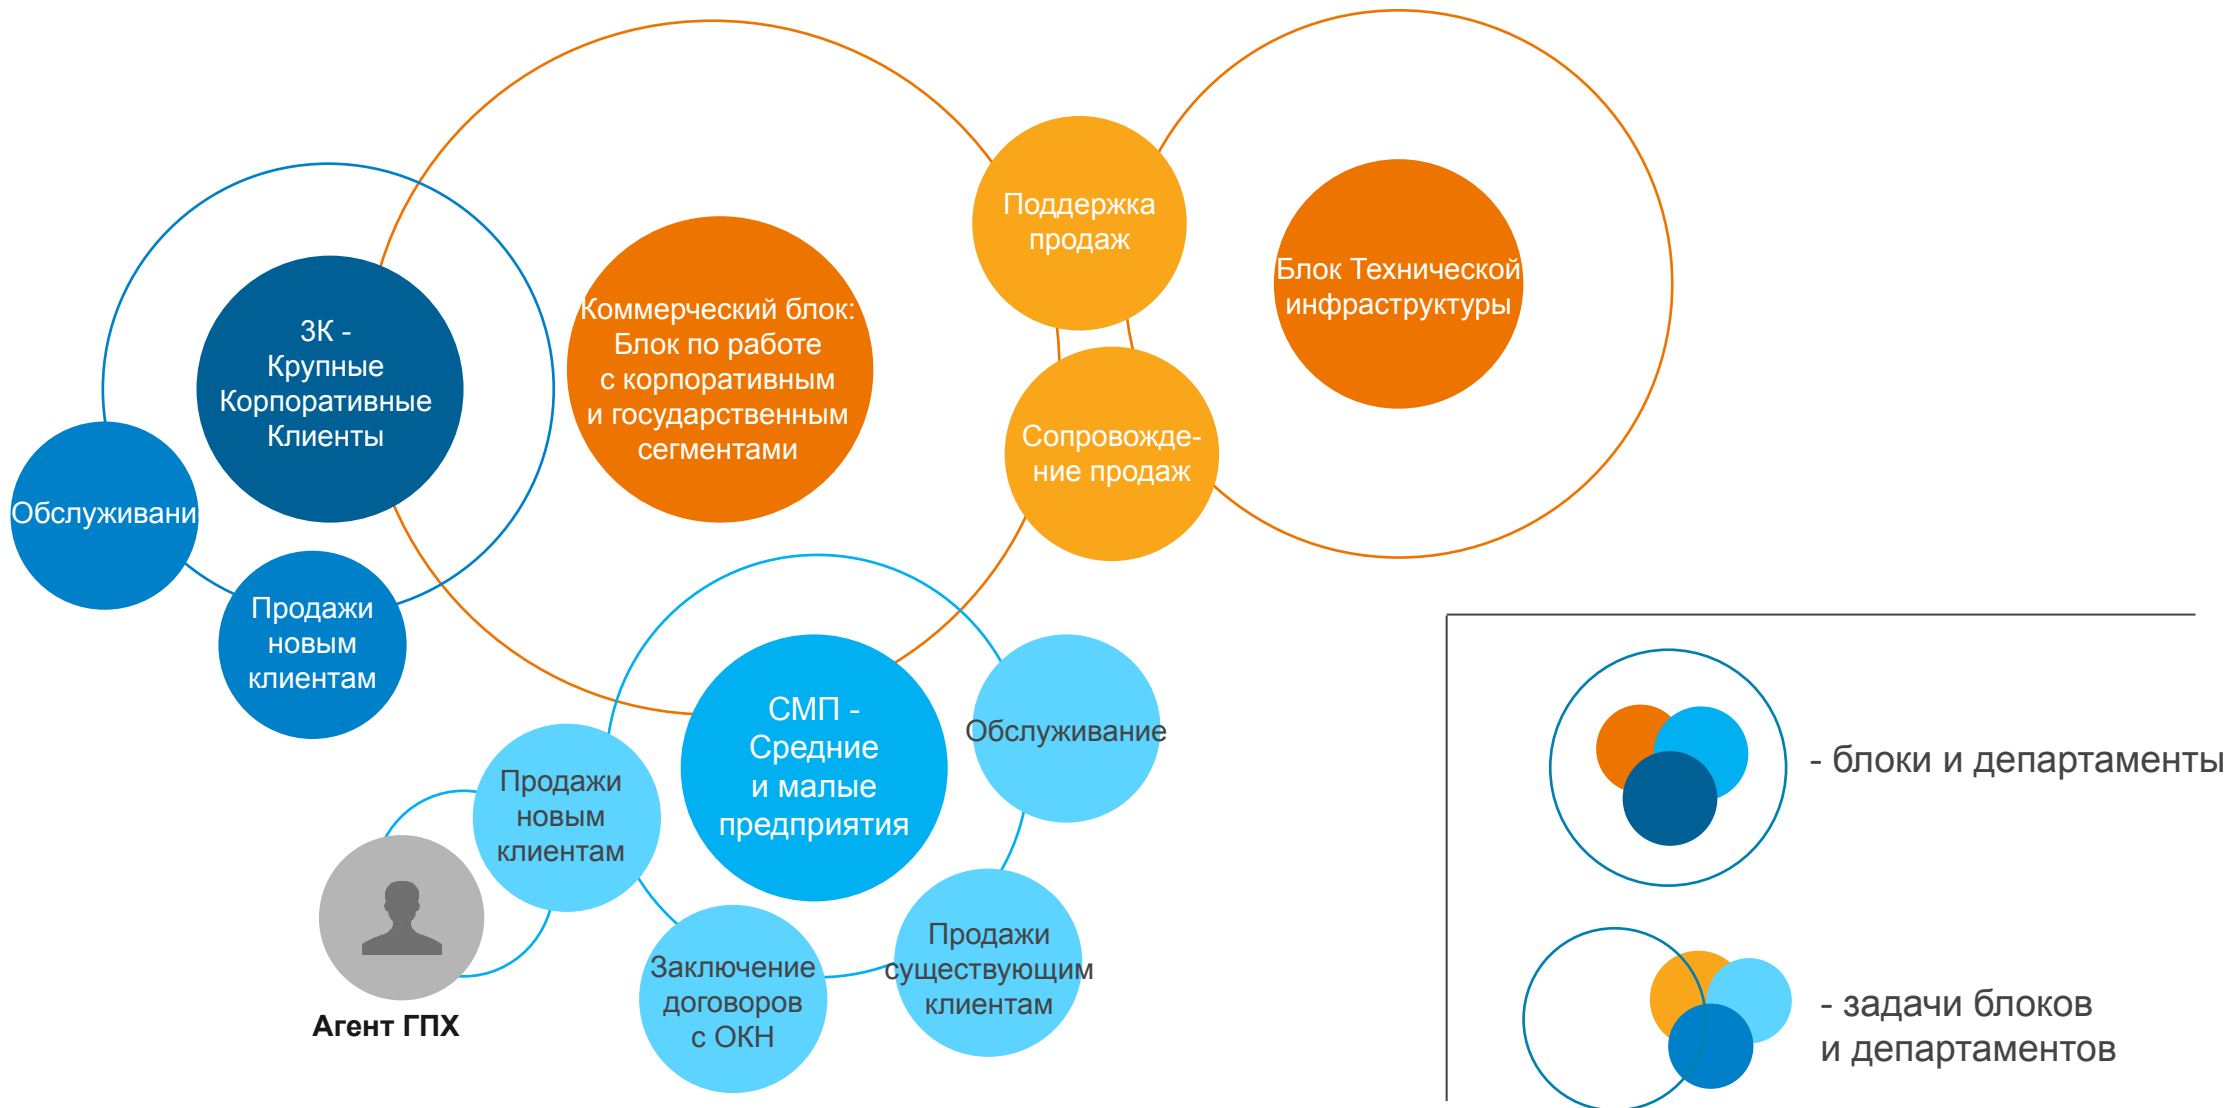 Поддержка
продаж
Блок Технической
инфраструктуры
Коммерческий блок:
Блок по работе
с корпоративным
и государственным
сегментами
3К -
Крупные
Корпоративные
Клиенты
Сопровожде-
ние продаж
Обслуживани
Продажи
новым
клиентам
СМП -
Средние
и малые
предприятия
Обслуживание
Продажи
новым
клиентам
Агент ГПХ
Заключение
договоров
с ОКН
Продажи
существующим
клиентам
- блоки и департаменты
- задачи блоков
и департаментов